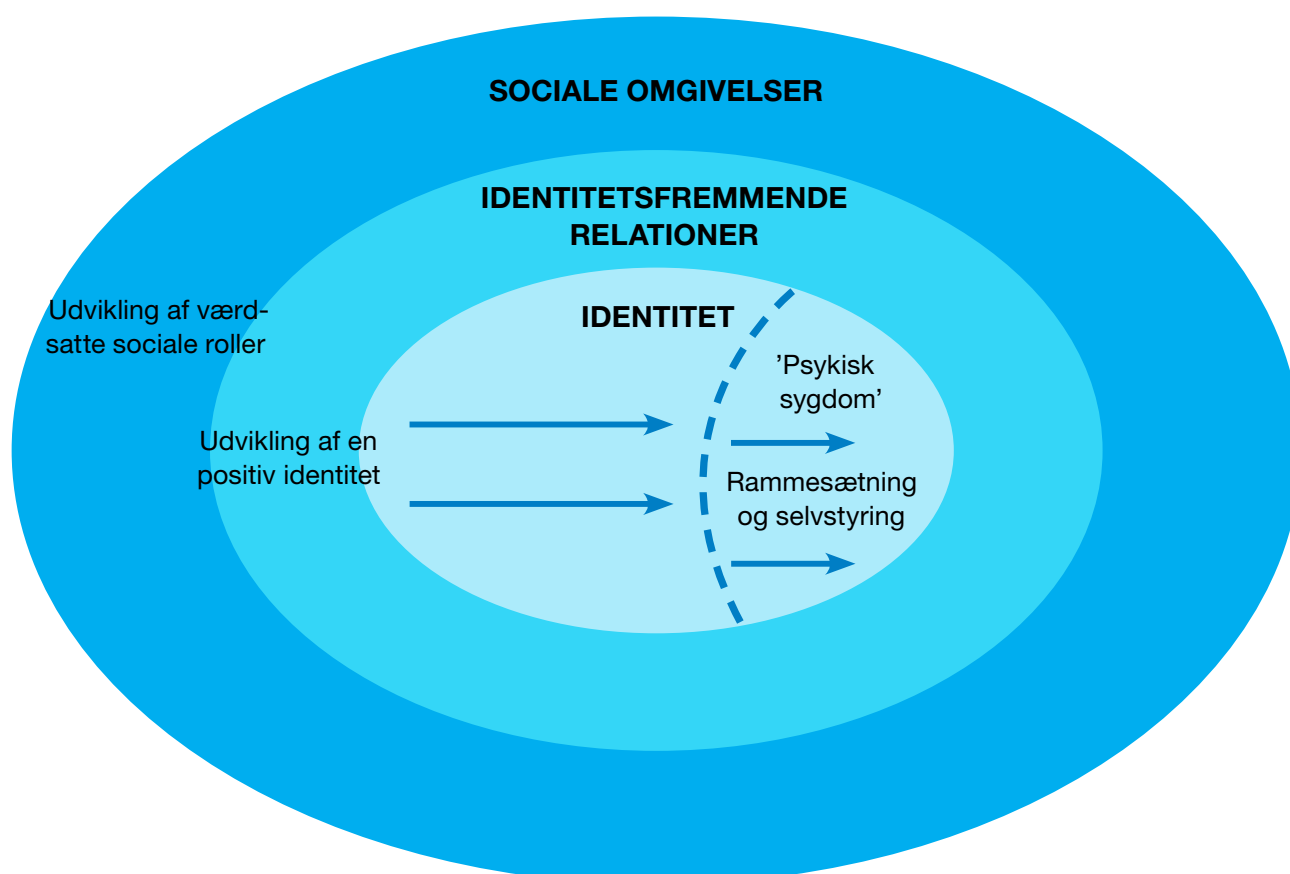 SOCIALE OMGIVELSER
IDENTITETSFREMMENDE
RELATIONER
IDENTITET
Udvikling af værd-
satte sociale roller
’Psykisk
sygdom’
Udvikling af en
positiv identitet
Rammesætning
og selvstyring